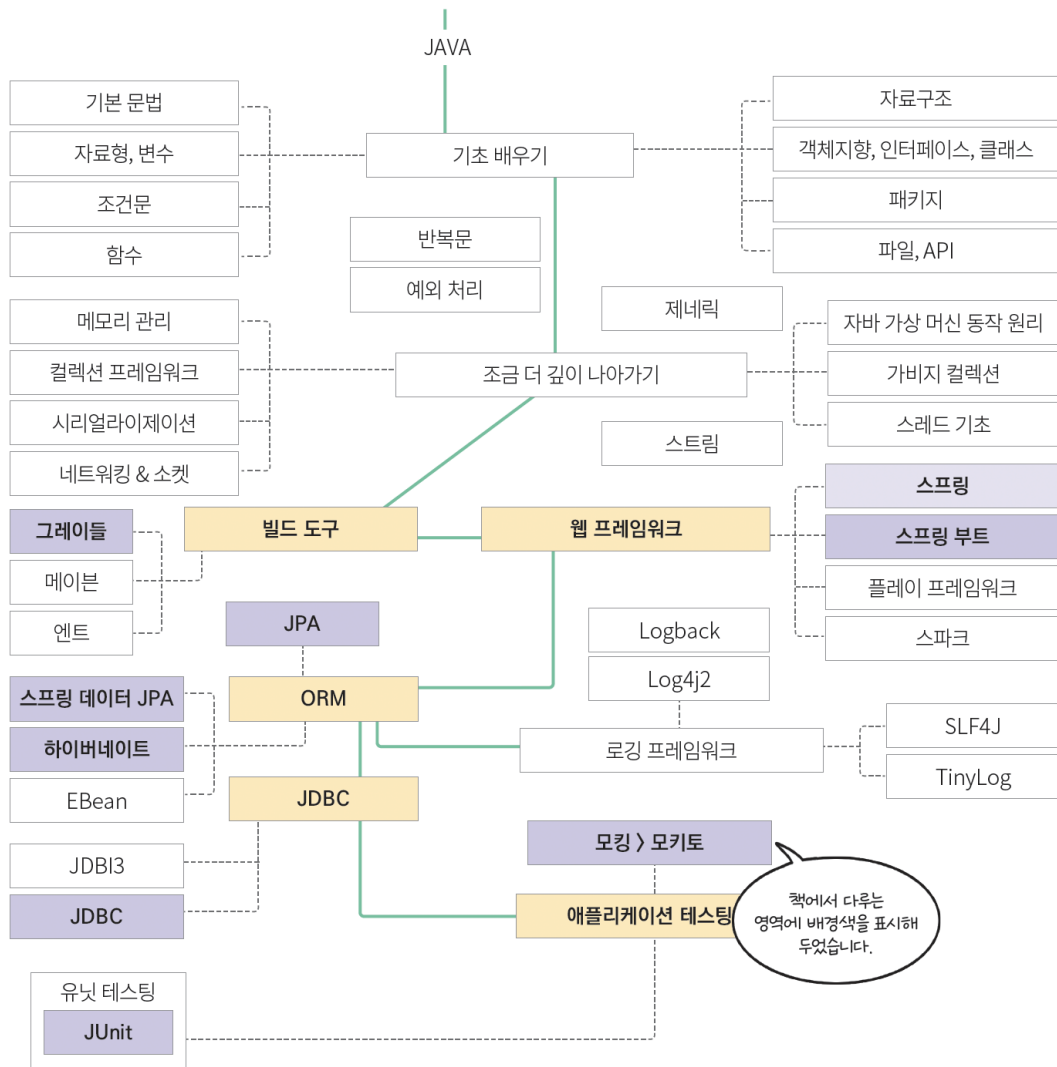 JAVA
기본 문법
자료형, 변수
조건문
함수
기초 배우기
자료구조
객체지향, 인터페이스, 클래스
패키지
파일, API
반복문
예외 처리
제네릭
메모리 관리
컬렉션 프레임워크
시리얼라이제이션
네트워킹 & 소켓
조금 더 깊이 나아가기
자바 가상 머신 동작 원리
가비지 컬렉션
스레드 기초
스트림
그레이들
메이븐
엔트
빌드 도구
웹 프레임워크
스프링
스프링 부트
플레이 프레임워크
스파크
JPA
Logback
Log4j2
스프링 데이터 JPA
하이버네이트
EBean
ORM
로깅 프레임워크
SLF4J
TinyLog
JDBC
JDBI3
JDBC
모킹 > 모키토
애플리케이션 테스팅
책에서 다루는
영역에 배경색을 표시해
두었습니다.
유닛 테스팅
JUnit